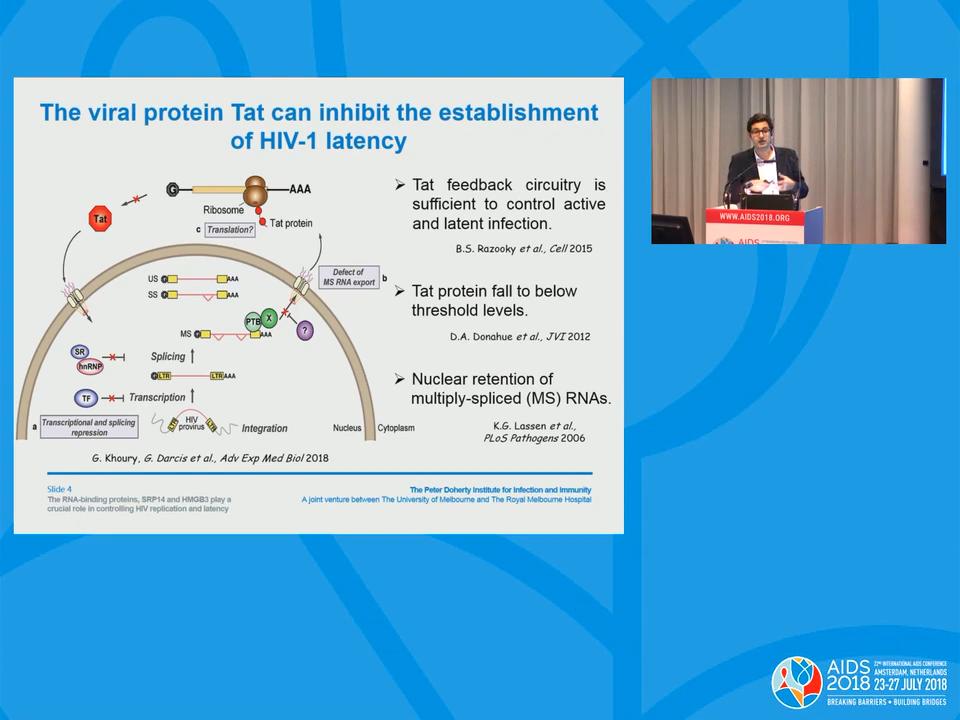 The viral protein Tat can inhibit the establishment
of HIV-1 latency
G
AAA
Ribosome
Tat protein
Tat
c Translation?
Defect of
MS RNA export
b
US G AAA
SS G AAA
PTB X
MS G AAA
?
SR
hnRNP
Splicing
G LTR LTR AAA
TF
Transcription
a Transcriptional and splicing
repression
HIV
provirus
LTR LTR
Integration
Nucleus
Cytoplasm
G. Khoury, G. Darcis et al., Adv Exp Med Biol 2018
➢ Tat feedback circuitry is
sufficient to control active
and latent infection.
B.S. Razooky et al., Cell 2015
➢ Tat protein fall to below
threshold levels.
D.A. Donahue et al., JVI 2012
➢ Nuclear retention of
multiply-spliced (MS) RNAs.
K.G. Lassen et al.,
PLoS Pathogens 2006
Slide 4
The RNA-binding proteins, SRP14 and HMGB3 play a
crucial role in controlling HIV replication and latency
The Peter Doherty Institute for Infection and Immunity
A joint venture between The University of Melbourne and The Royal Melbourne Hospital
WWW.AIDS2018.ORG
AIDS
AIDS
2018
22ND INTERNATIONAL AIDS CONFERENCE
AMSTERDAM, NETHERLANDS
23-27 JULY 2018
BREAKING BARRIERS • BUILDING BRIDGES